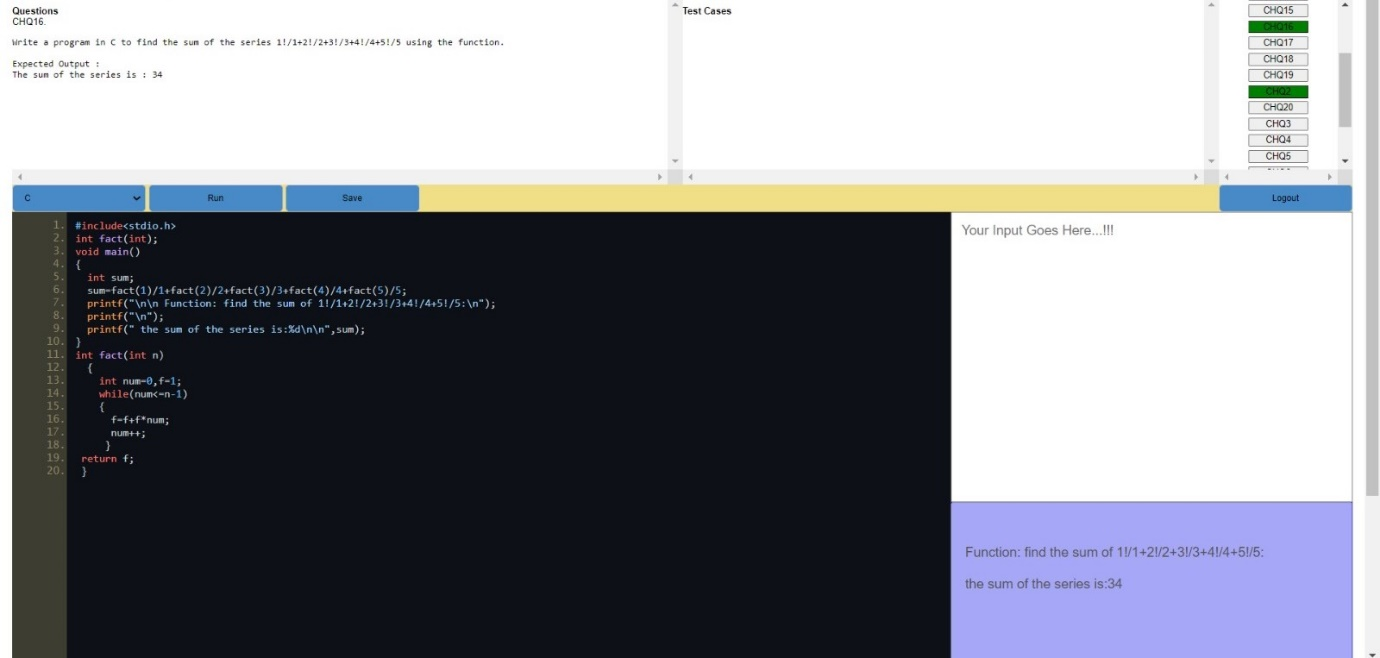 Questions
CHQ16.
Write a program in C to find the sum of the series 1!/1+2!/2+3!/3+4!/4+5!/5 using the function.
Expected Output :
The sum of the series is : 34
Test Cases
CHQ15
CHQ16
CHQ17
CHQ18
CHQ19
CHQ2
CHQ20
CHQ3
CHQ4
CHQ5
C
Run
Save
Logout
1. #include<stdio.h>
2. int fact(int);
3. void main()
4. {
5. int sum;
6. sum=fact(1)/1+fact(2)/2+fact(3)/3+fact(4)/4+fact(5)/5;
7. printf("\n\n Function: find the sum of 1!/1+2!/2+3!/3+4!/4+5!/5:\n");
8. printf("\n");
9. printf(" the sum of the series is:%d\n\n",sum);
10. }
11. int fact(int n)
12. {
13. int num=0,f=1;
14. while(num<=n-1)
15. {
16. f=f+f*num;
17. num++;
18. }
19. return f;
20. }
Your Input Goes Here...!!!
Function: find the sum of 1!/1+2!/2+3!/3+4!/4+5!/5:
the sum of the series is:34